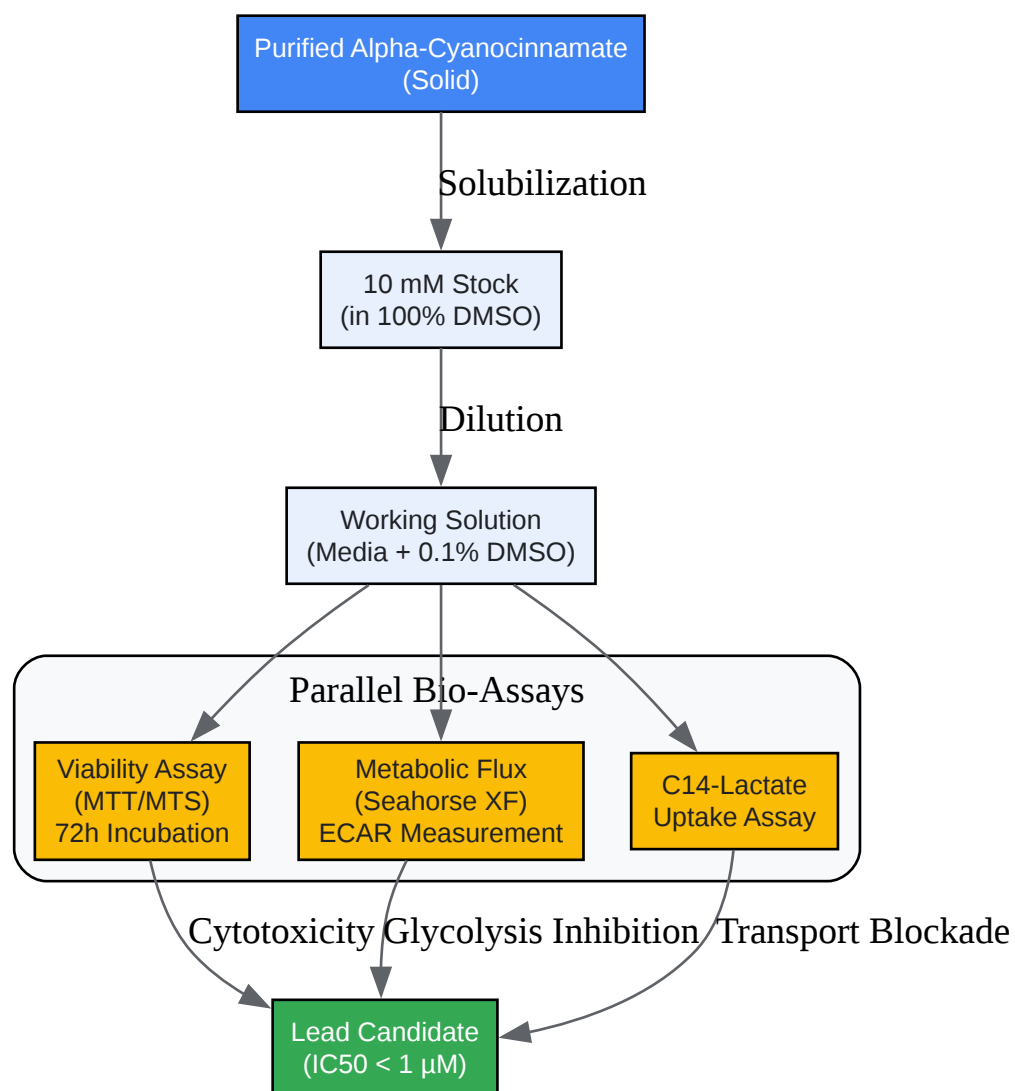 Purified Alpha-Cyanocinnamate
(Solid)
Solubilization
10 mM Stock
(in 100% DMSO)
Dilution
Working Solution
(Media + 0.1% DMSO)
Parallel Bio-Assays
Viability Assay
(MTT/MTS)
72h Incubation
Metabolic Flux
(Seahorse XF)
ECAR Measurement
C14-Lactate
Uptake Assay
Cytotoxicity
Glycolysis Inhibition
Transport Blockade
Lead Candidate
(IC50 < 1 µM)